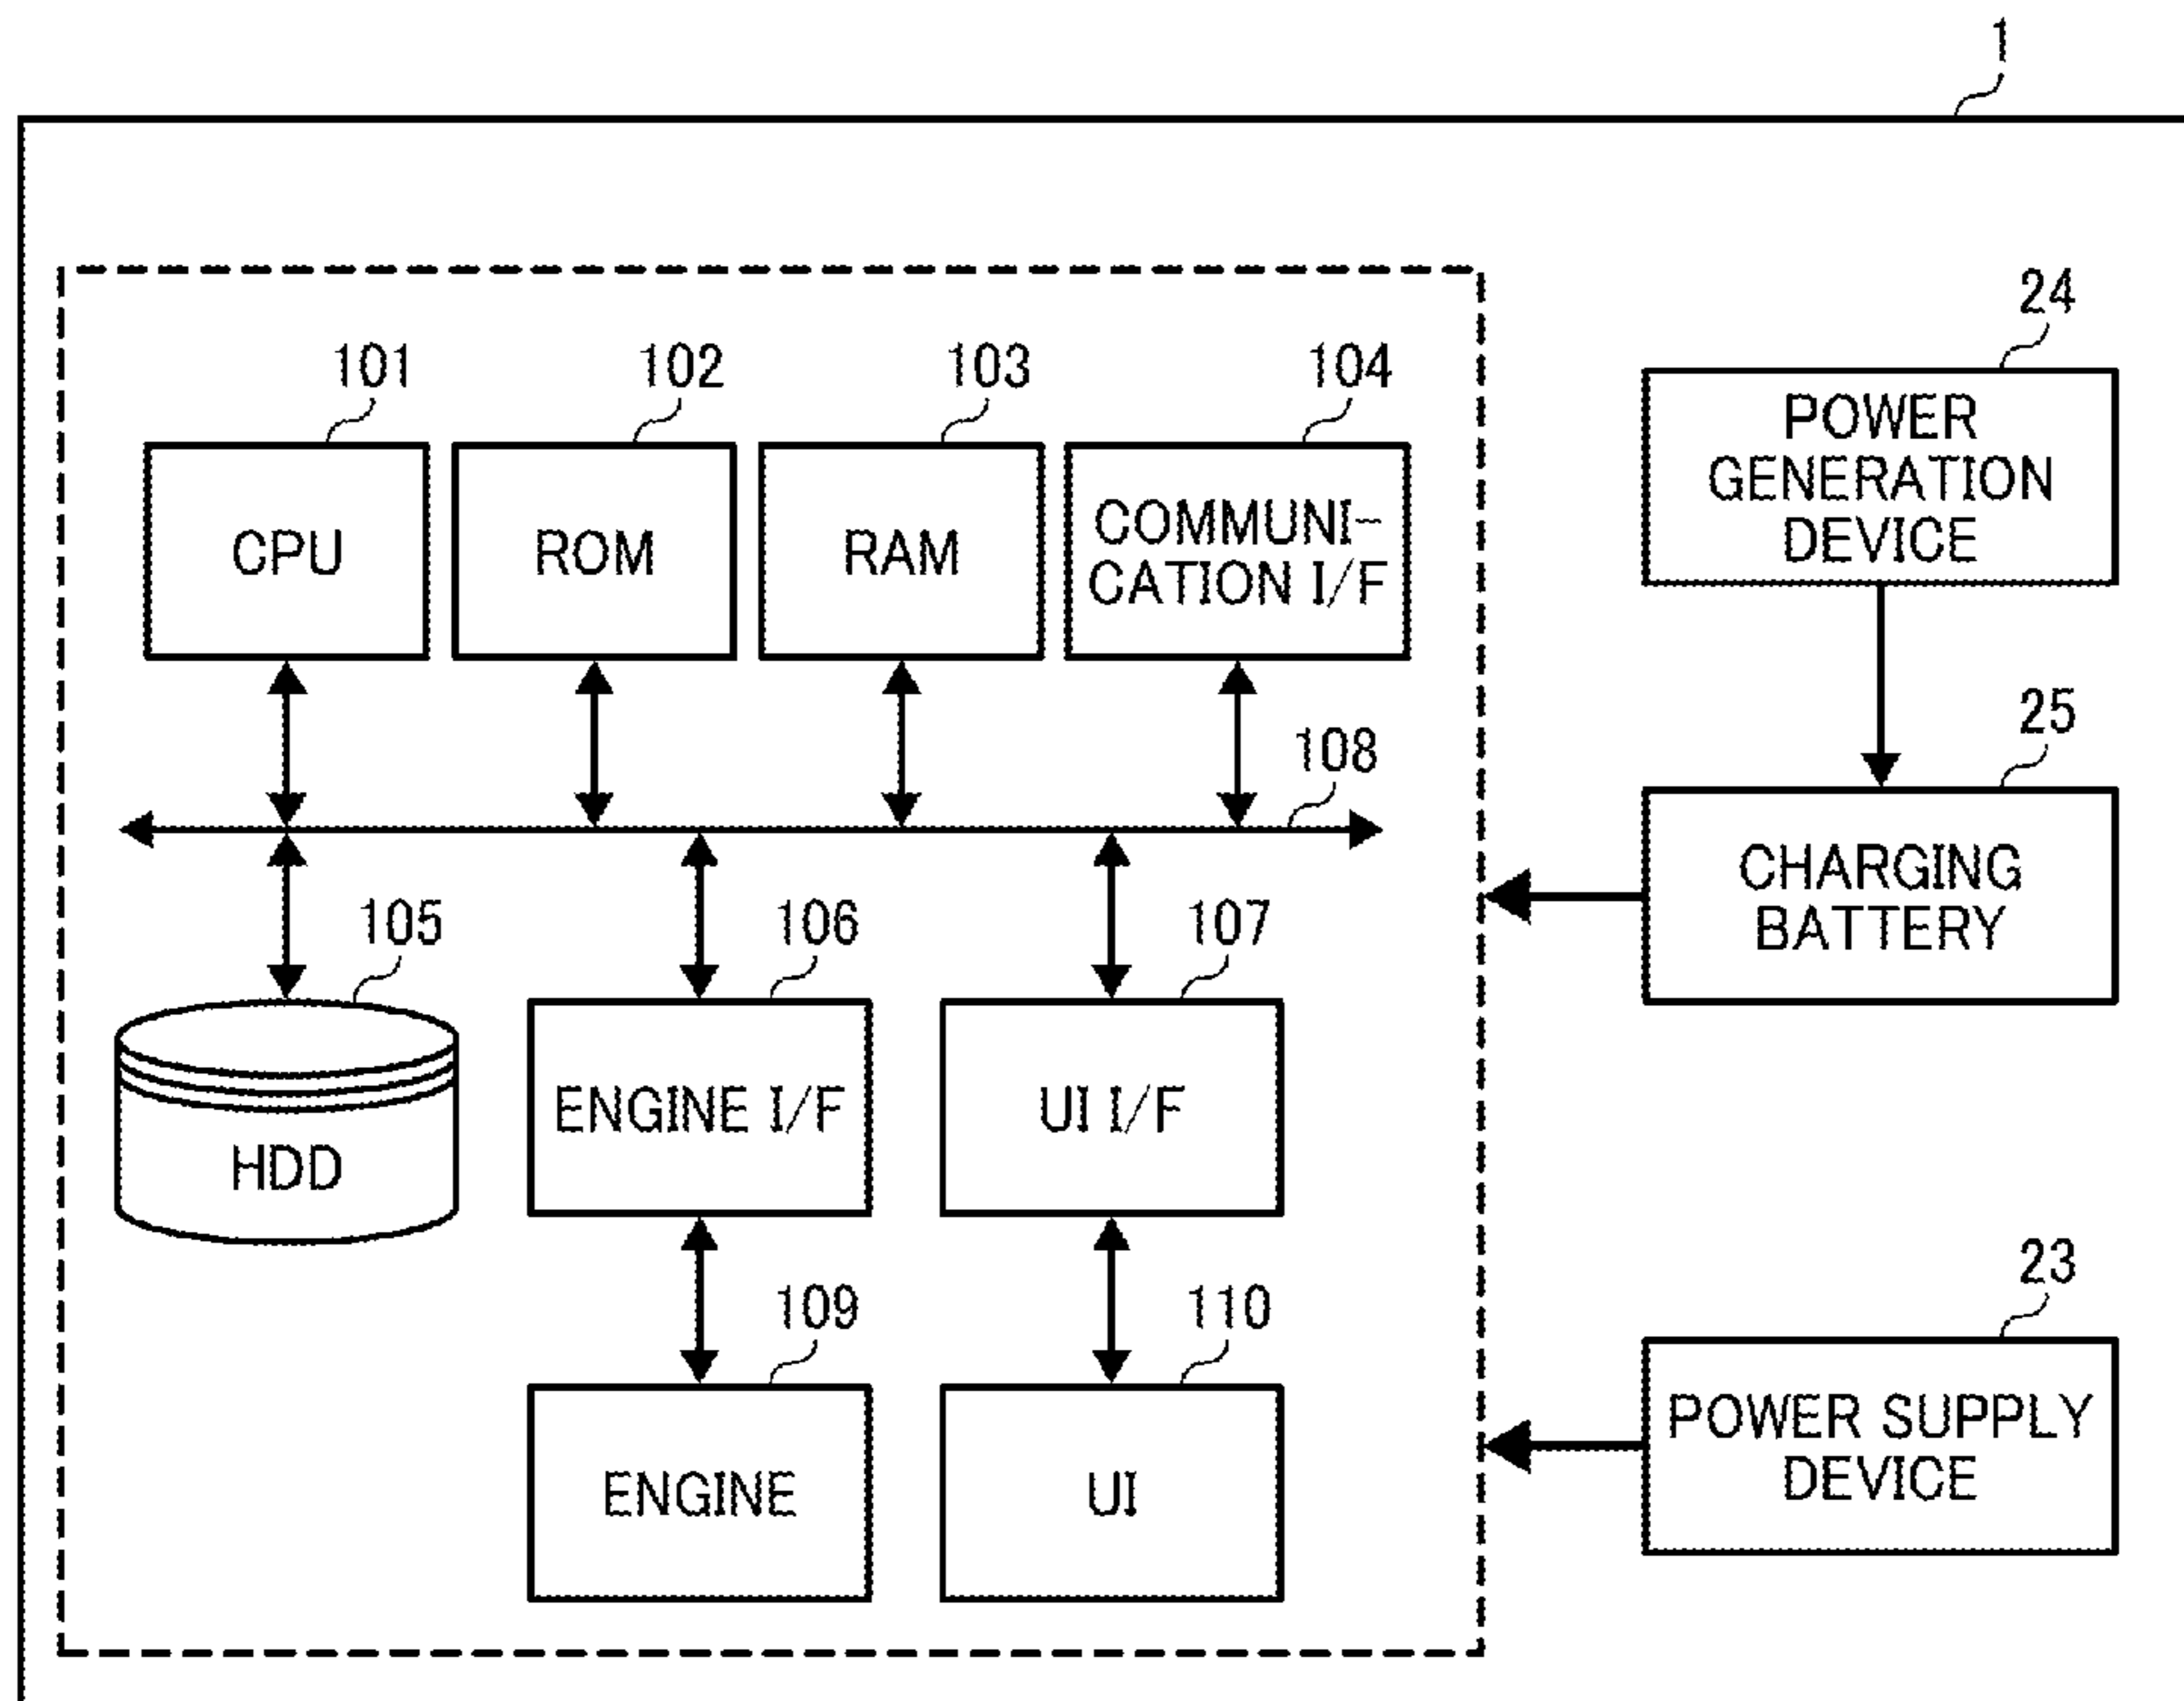 1
24
101
102
103
104
POWER
GENERATION
DEVICE
CPU
ROM
RAM
COMMUNI-
CATION I/F
108
25
CHARGING
BATTERY
105
106
107
HDD
ENGINE I/F
UI I/F
23
109
110
POWER SUPPLY
DEVICE
ENGINE
UI